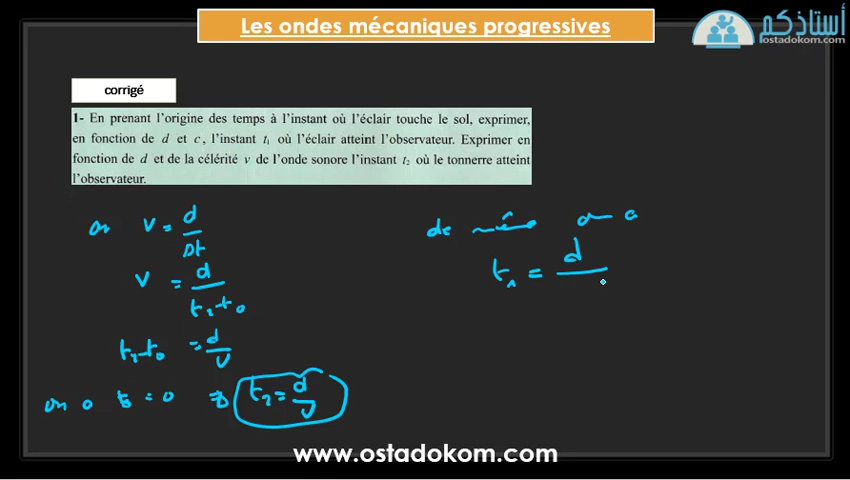 Les ondes mécaniques progressives
أستاذكم
ostadokom.com
corrigé
1- En prenant l'origine des temps à l'instant où l'éclair touche le sol, exprimer,
en fonction de d et c, l'instant t₁ où l'éclair atteint l'observateur. Exprimer en
fonction de d et de la célérité v de l'onde sonore l'instant t₂ où le tonnerre atteint
l'observateur.
on V = d/Dt
V = d/t₂-t₀
t₂-t₀ = d/V
on a t₀ = 0 => t₂ = d/V
de même on a
t₁ = d
www.ostadokom.com